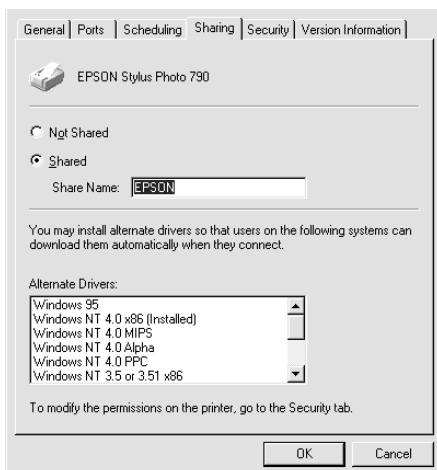 General Ports Scheduling Sharing Security Version Information
EPSON Stylus Photo 790
Not Shared
Shared
Share Name: EPSON
You may install alternate drivers so that users on the following systems can
download them automatically when they connect.
Alternate Drivers:
Windows 95
Windows NT 4.0 x86 (Installed)
Windows NT 4.0 MIPS
Windows NT 4.0 Alpha
Windows NT 4.0 PPC
Windows NT 3.5 or 3.51 x86
To modify the permissions on the printer, go to the Security tab.
OK Cancel